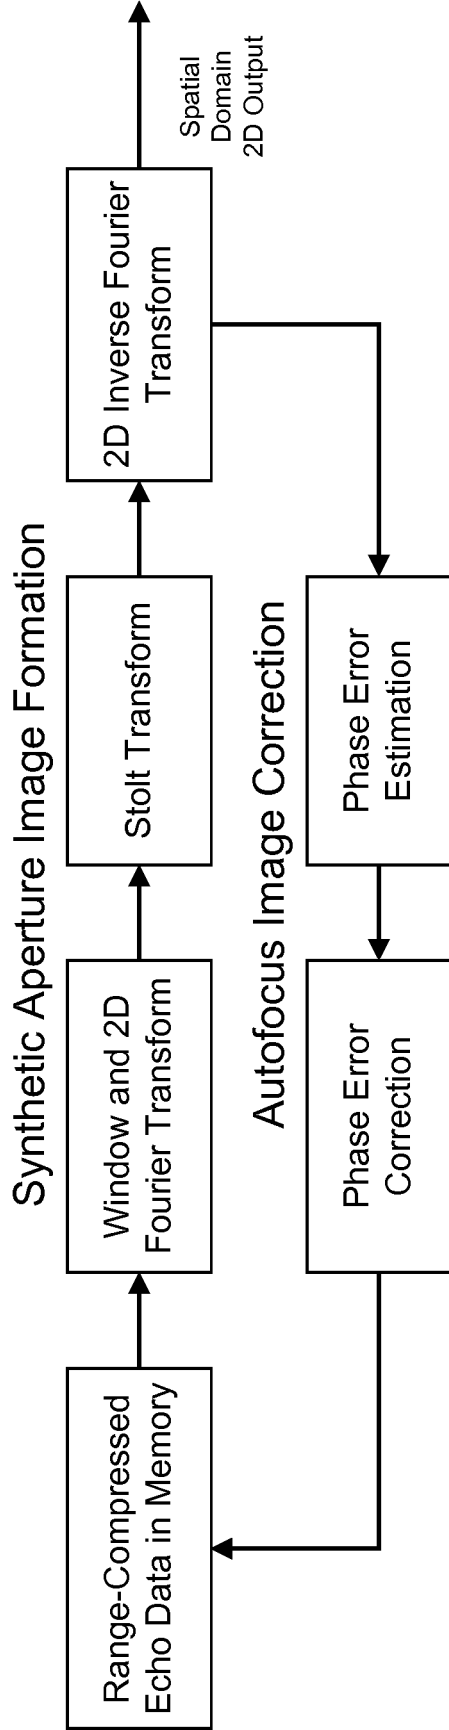 Synthetic Aperture Image Formation
Range-Compressed
Echo Data in Memory
Window and 2D
Fourier Transform
Stolt Transform
2D Inverse Fourier
Transform
Spatial
Domain
2D Output
Autofocus Image Correction
Phase Error
Correction
Phase Error
Estimation